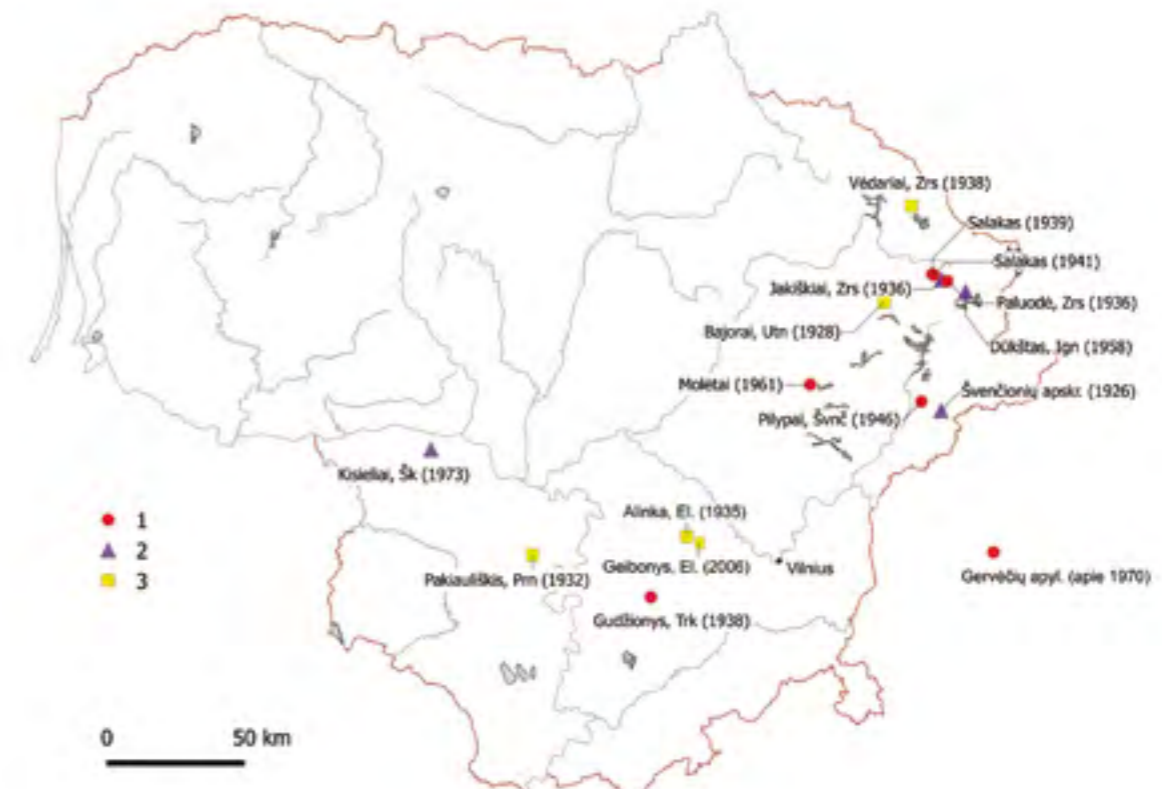 Vėdariai, Zrs (1938)
Salakas (1939)
Salakas (1941)
Jakiškiai, Zrs (1936)
Paluodė, Zrs (1936)
Bajorai, Utn (1928)
Dūkštas, Ign (1958)
Molėtai (1961)
Švenčionių apskr. (1926)
Pilypai, Švnč (1946)
Kisieliai, Šk (1973)
Alinka, El. (1935)
1
2
3
Geibonys, El. (2006)
Vilnius
Gervėčių apyl. (apie 1970)
Pakiauliškis, Prn (1932)
Gudžionys, Trk (1938)
0
50 km